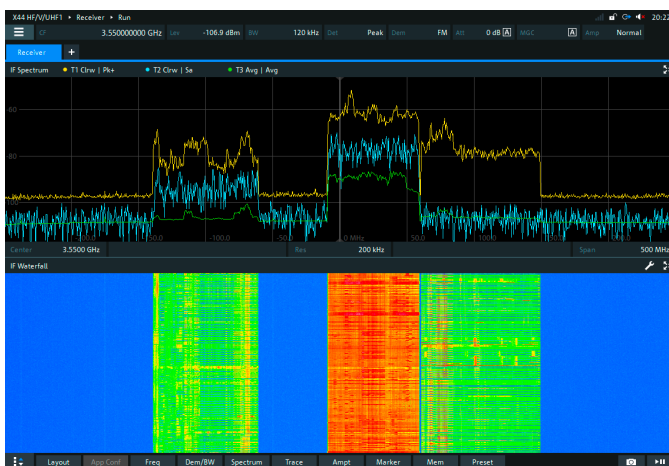 X44 HF/V/UHF1 • Receiver • Run 20:22
CF 3.550000000 GHz Lev -106.9 dBm BW 120 kHz Det Peak Dem FM Att 0 dB A MGC A Amp Normal
Receiver +
IF Spectrum • T1 Clrw | Pk+ • T2 Clrw | Sa • T3 Avg | Avg
-60
-80
-150.0 -100.0 -50.0 0 MHz 50.0 100.0 150.0
Center 3.5500 GHz Res 200 kHz Span 500 MHz
IF Waterfall
Layout App Conf Freq Dem/BW Spectrum Trace Ampt Marker Mem Preset